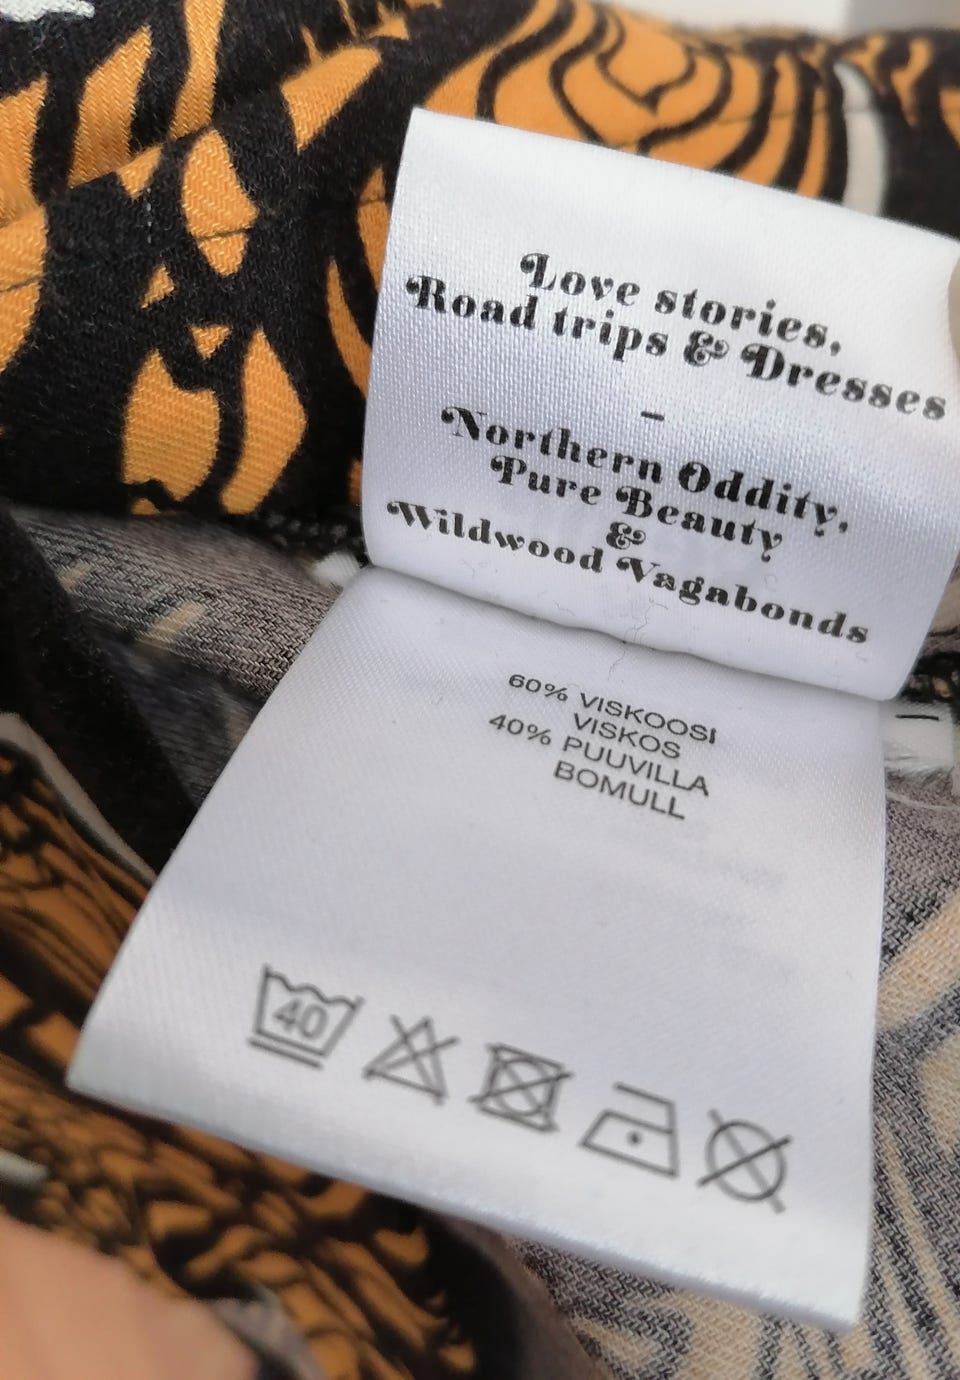 Love stories,
Road trips & Dresses
-
Northern Oddity,
Pure Beauty
&
Wildwood Vagabonds
60% VISKOOSI
VISKOS
40% PUUVILLA
BOMULL
40